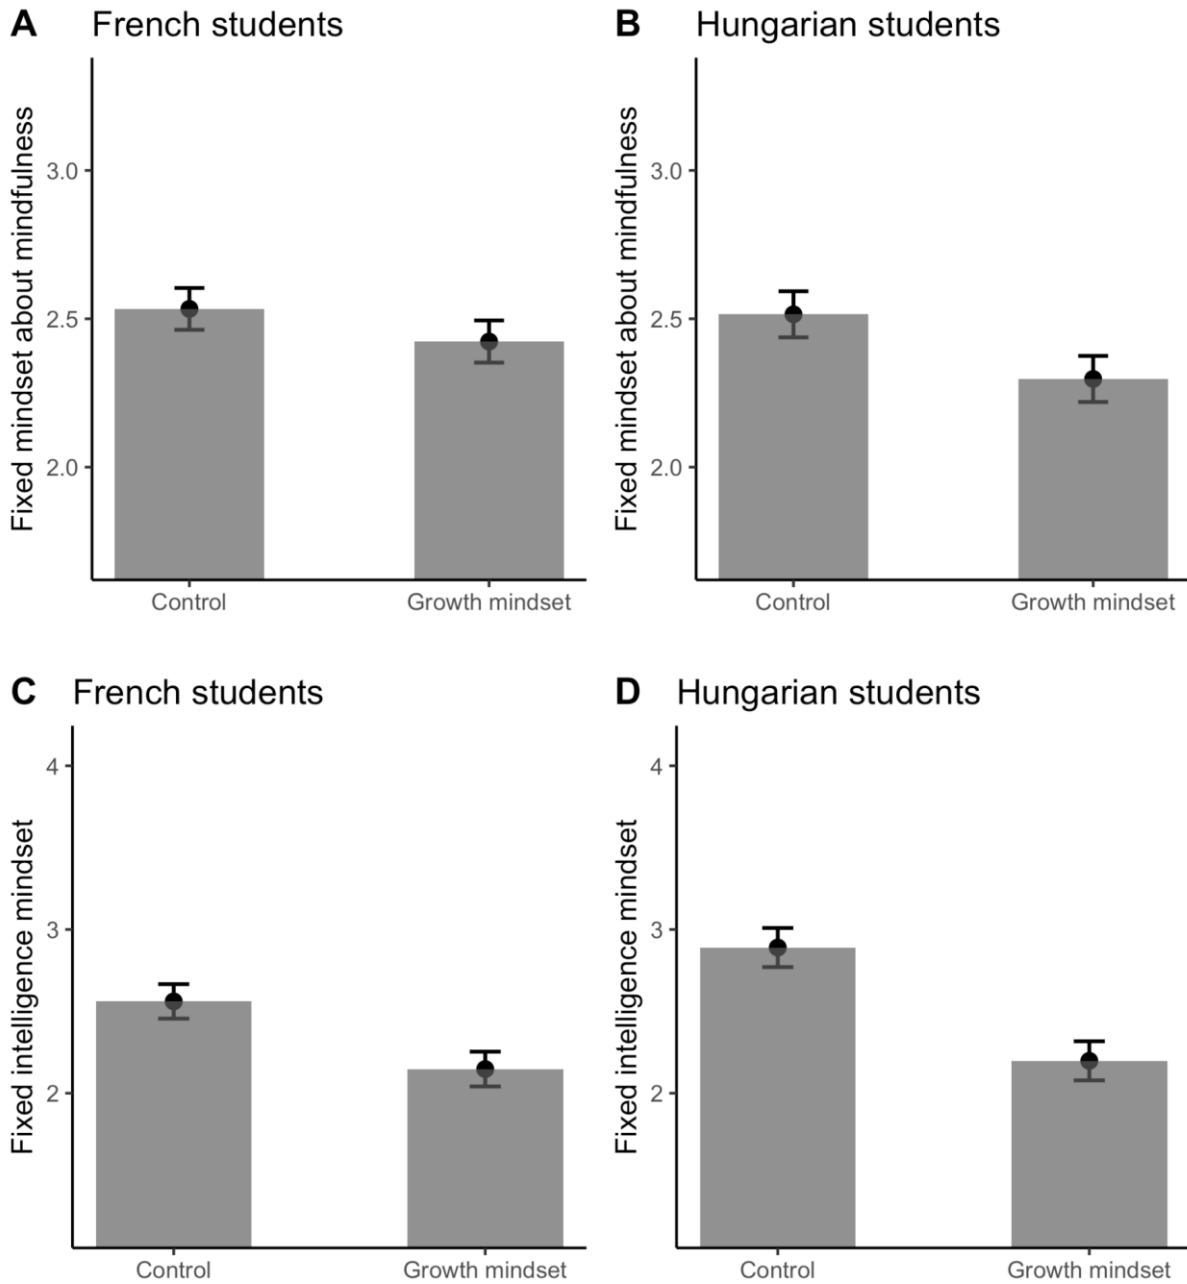 A French students
Fixed mindset about mindfulness
3.0
2.5
2.0
Control Growth mindset
B Hungarian students
Fixed mindset about mindfulness
3.0
2.5
2.0
Control Growth mindset
C French students
Fixed intelligence mindset
4
3
2
Control Growth mindset
D Hungarian students
Fixed intelligence mindset
4
3
2
Control Growth mindset